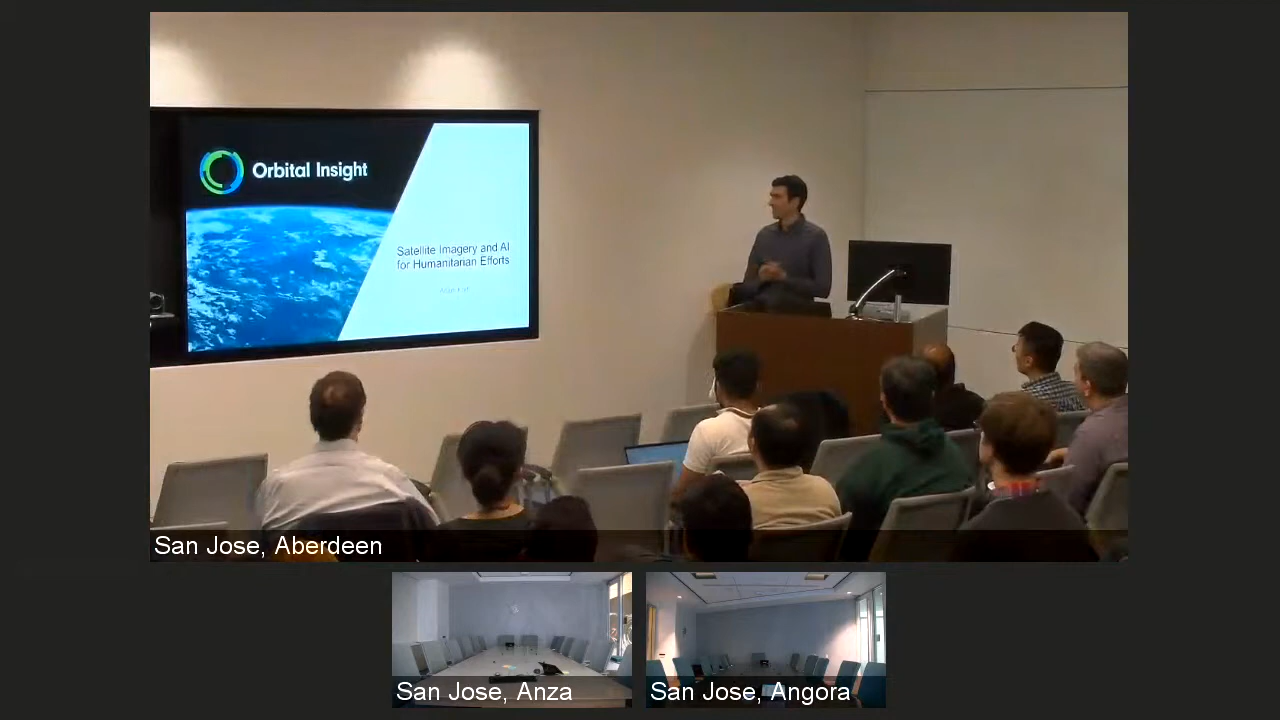 Orbital Insight
Satellite Imagery and AI
for Humanitarian Efforts
San Jose, Aberdeen
San Jose, Anza
San Jose, Angora